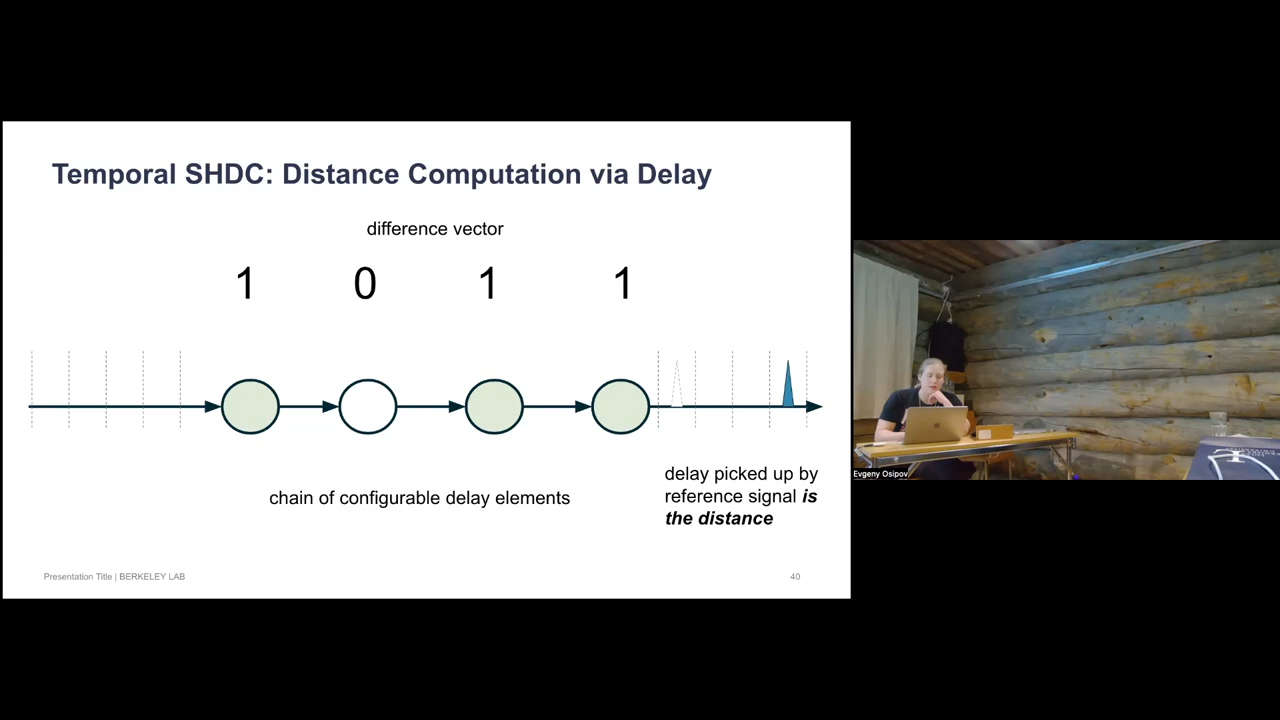 Temporal SHDC: Distance Computation via Delay
difference vector
1 0 1 1
chain of configurable delay elements
delay picked up by
reference signal is
the distance
Presentation Title | BERKELEY LAB
40
Evgeny Osipov